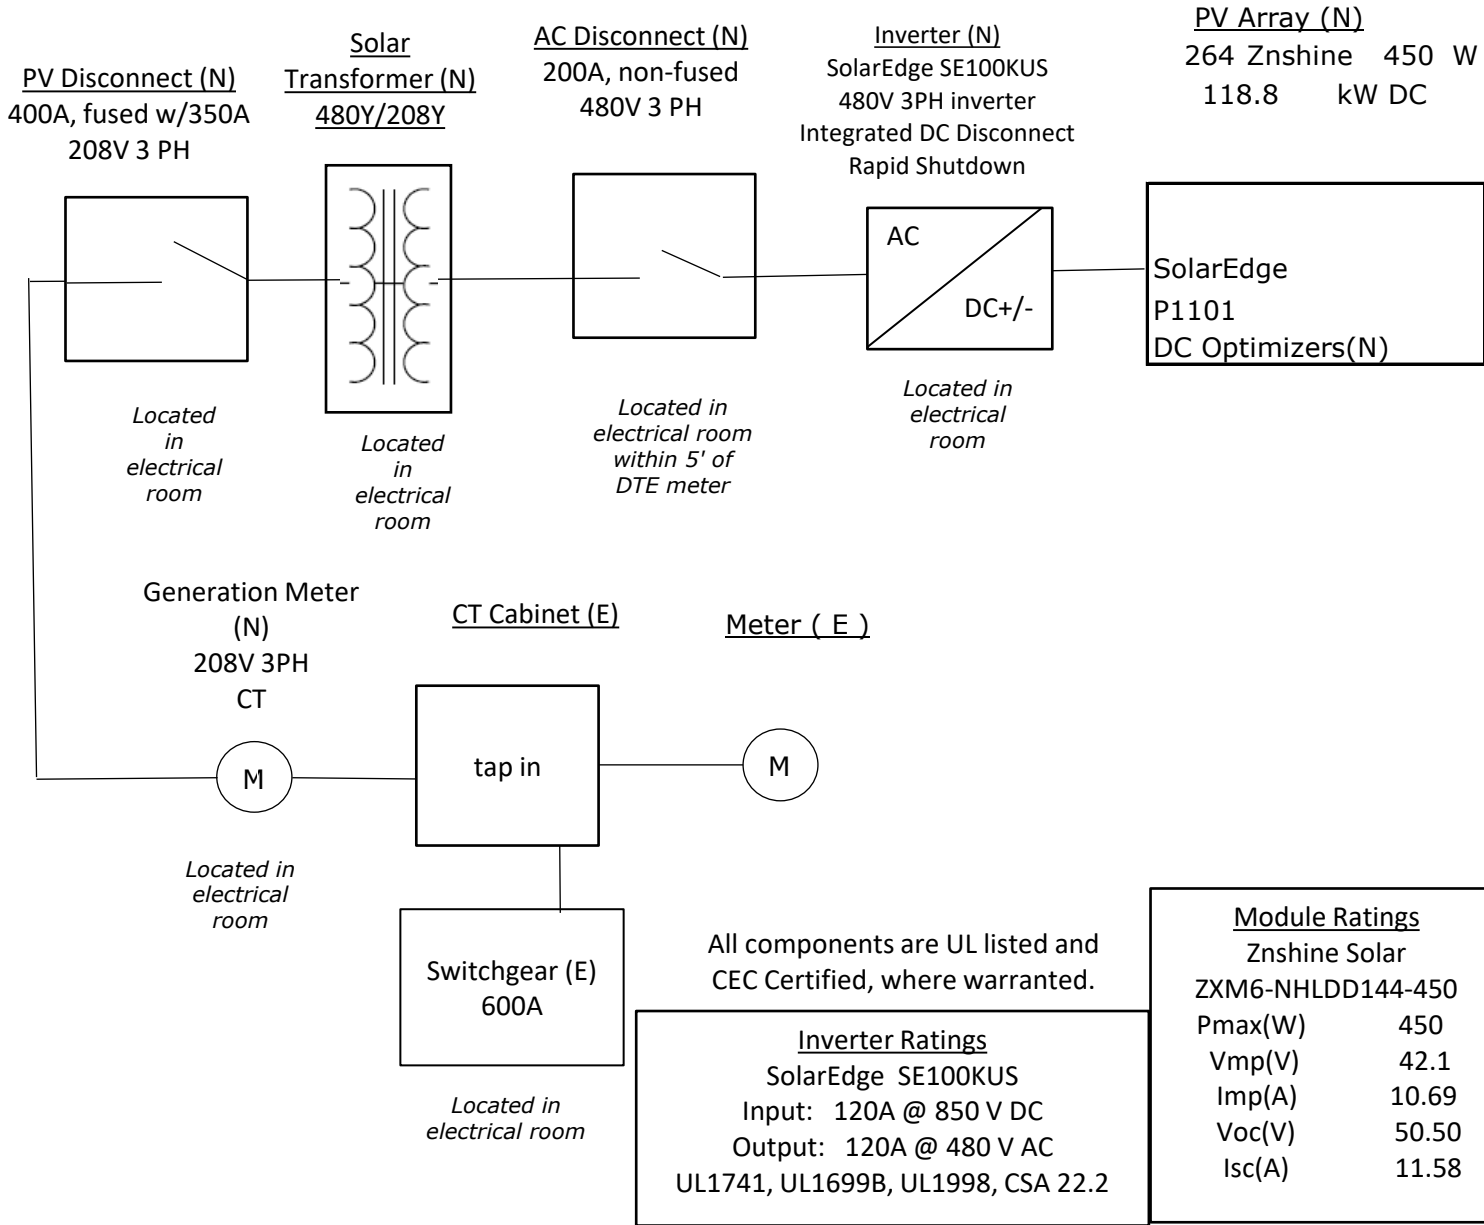 PV Disconnect (N)
400A, fused w/350A
208V 3 PH
Solar
Transformer (N)
480Y/208Y
AC Disconnect (N)
200A, non-fused
480V 3 PH
Inverter (N)
SolarEdge SE100KUS
480V 3PH inverter
Integrated DC Disconnect
Rapid Shutdown
PV Array (N)
264 Znshine 450 W
118.8 kW DC
AC
DC+/-
SolarEdge
P1101
DC Optimizers(N)
Located
in
electrical
room
Located
in
electrical
room
Located in
electrical room
within 5' of
DTE meter
Located in
electrical
room
Generation Meter
(N)
208V 3PH
CT
CT Cabinet (E)
Meter ( E )
M
tap in
M
Located in
electrical
room
Switchgear (E)
600A
Located in
electrical room
All components are UL listed and
CEC Certified, where warranted.
Inverter Ratings
SolarEdge SE100KUS
Input: 120A @ 850 V DC
Output: 120A @ 480 V AC
UL1741, UL1699B, UL1998, CSA 22.2
Module Ratings
Znshine Solar
ZXM6-NHLDD144-450
Pmax(W) 450
Vmp(V) 42.1
Imp(A) 10.69
Voc(V) 50.50
Isc(A) 11.58